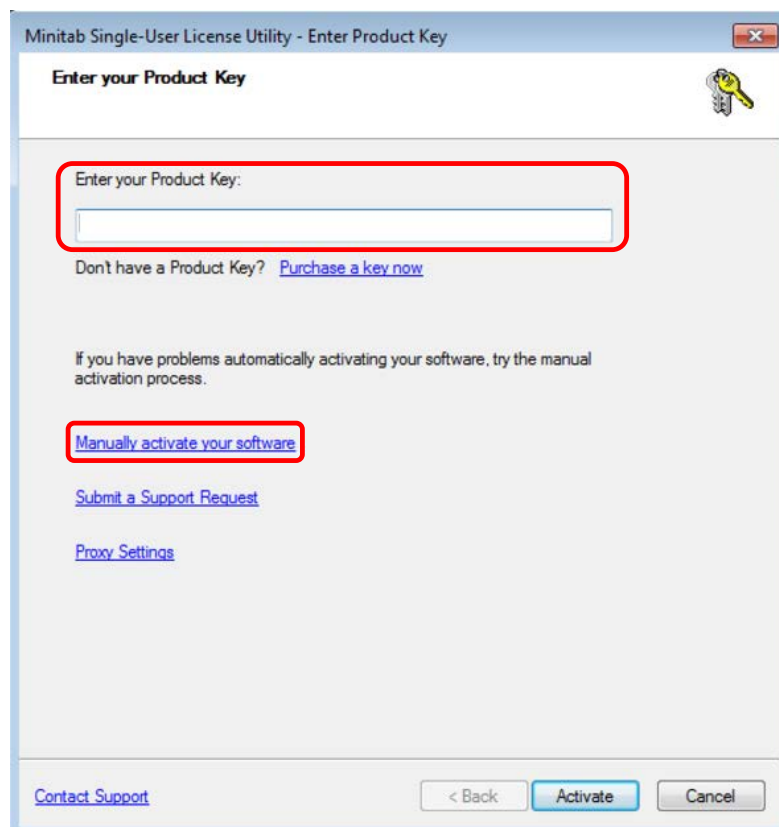 Minitab Single-User License Utility - Enter Product Key
Enter your Product Key
Enter your Product Key:
Don't have a Product Key? Purchase a key now
If you have problems automatically activating your software, try the manual
activation process.
Manually activate your software
Submit a Support Request
Proxy Settings
Contact Support
< Back
Activate
Cancel